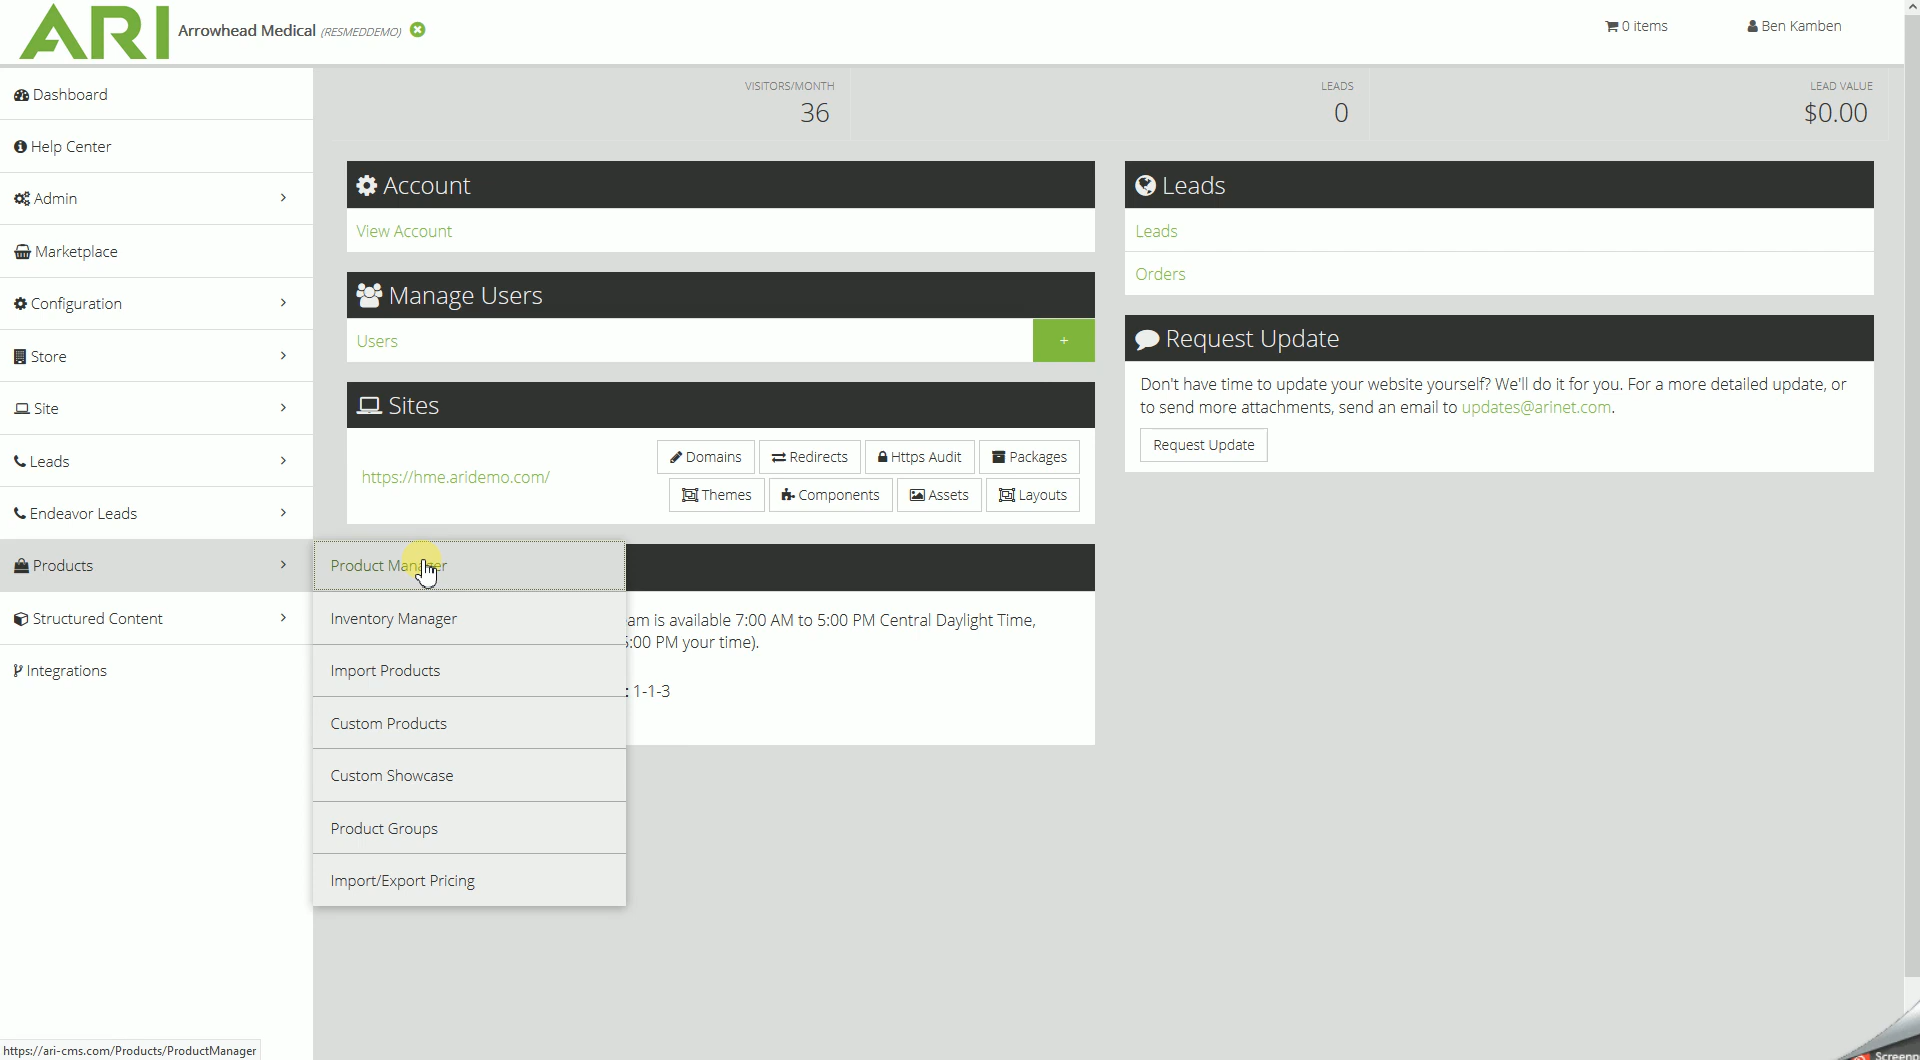 ARI
Arrowhead Medical (RESMEDDEMO)
0 items
Ben Kamben
Dashboard
Help Center
Admin
Marketplace
Configuration
Store
Site
Leads
Endeavor Leads
Products
Structured Content
Integrations
VISITORS/MONTH
36
LEADS
0
LEAD VALUE
$0.00
Account
View Account
Manage Users
Users
+
Sites
https://hme.aridemo.com/
Domains
Redirects
Https Audit
Packages
Themes
Components
Assets
Layouts
Product Manager
Inventory Manager
Import Products
Custom Products
Custom Showcase
Product Groups
Import/Export Pricing
am is available 7:00 AM to 5:00 PM Central Daylight Time,
:00 PM your time).
: 1-1-3
Leads
Leads
Orders
Request Update
Don't have time to update your website yourself? We'll do it for you. For a more detailed update, or
to send more attachments, send an email to updates@arinet.com.
Request Update
https://ari-cms.com/Products/ProductManager